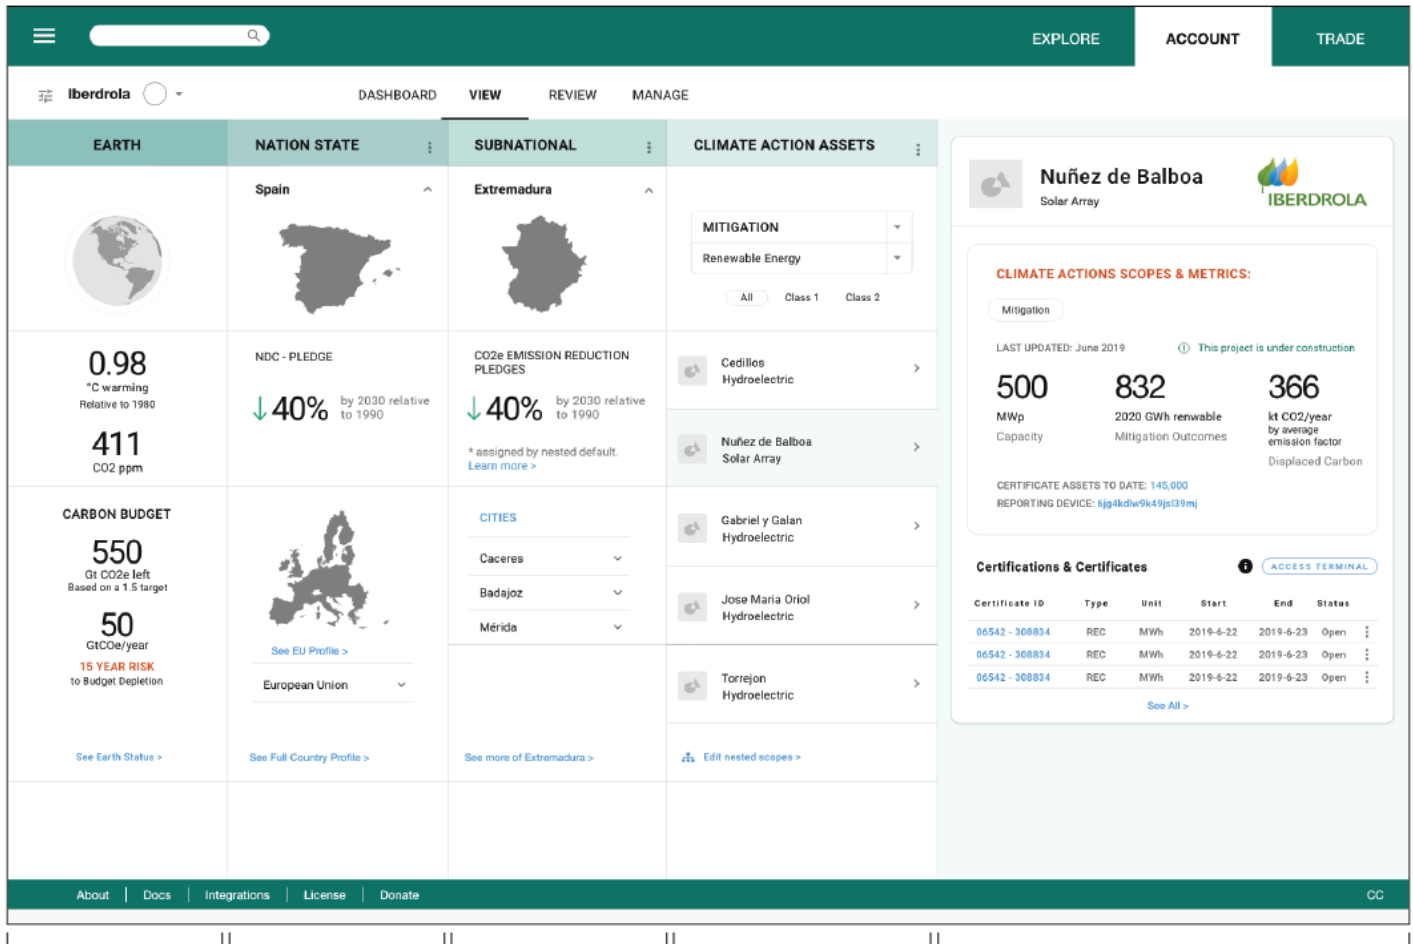 EXPLORE
ACCOUNT
TRADE
Iberdrola
DASHBOARD
VIEW
REVIEW
MANAGE
EARTH
0.98
°C warming
Relative to 1980
411
CO2 ppm
CARBON BUDGET
550
Gt CO2e left
Based on a 1.5 target
50
GtCOe/year
15 YEAR RISK
to Budget Depletion
See Earth Status >
NATION STATE
Spain
NDC - PLEDGE
↓40% by 2030 relative
to 1990
See EU Profile >
European Union
See Full Country Profile >
SUBNATIONAL
Extremadura
CO2e EMISSION REDUCTION
PLEDGES
↓40% by 2030 relative
to 1990
* assigned by nested default.
Learn more >
CITIES
Caceres
Badajoz
Mérida
See more of Extremadura >
CLIMATE ACTION ASSETS
MITIGATION
Renewable Energy
All Class 1 Class 2
Cedillos
Hydroelectric
Nuñez de Balboa
Solar Array
Gabriel y Galan
Hydroelectric
Jose Maria Oriol
Hydroelectric
Torrejon
Hydroelectric
Edit nested scopes >
Nuñez de Balboa
Solar Array
IBERDROLA
CLIMATE ACTIONS SCOPES & METRICS:
Mitigation
LAST UPDATED: June 2019
This project is under construction
500
MWp
Capacity
832
2020 GWh renwable
Mitigation Outcomes
366
kt CO2/year
by average
emission factor
Displaced Carbon
CERTIFICATE ASSETS TO DATE: 145,000
REPORTING DEVICE: 6jg4kdlw9k49jsl39mj
Certifications & Certificates
ACCESS TERMINAL
Certificate ID Type Unit Start End Status
06542 - 308834 REC MWh 2019-6-22 2019-6-23 Open
06542 - 308834 REC MWh 2019-6-22 2019-6-23 Open
06542 - 308834 REC MWh 2019-6-22 2019-6-23 Open
See All >
About | Docs | Integrations | License | Donate
CC